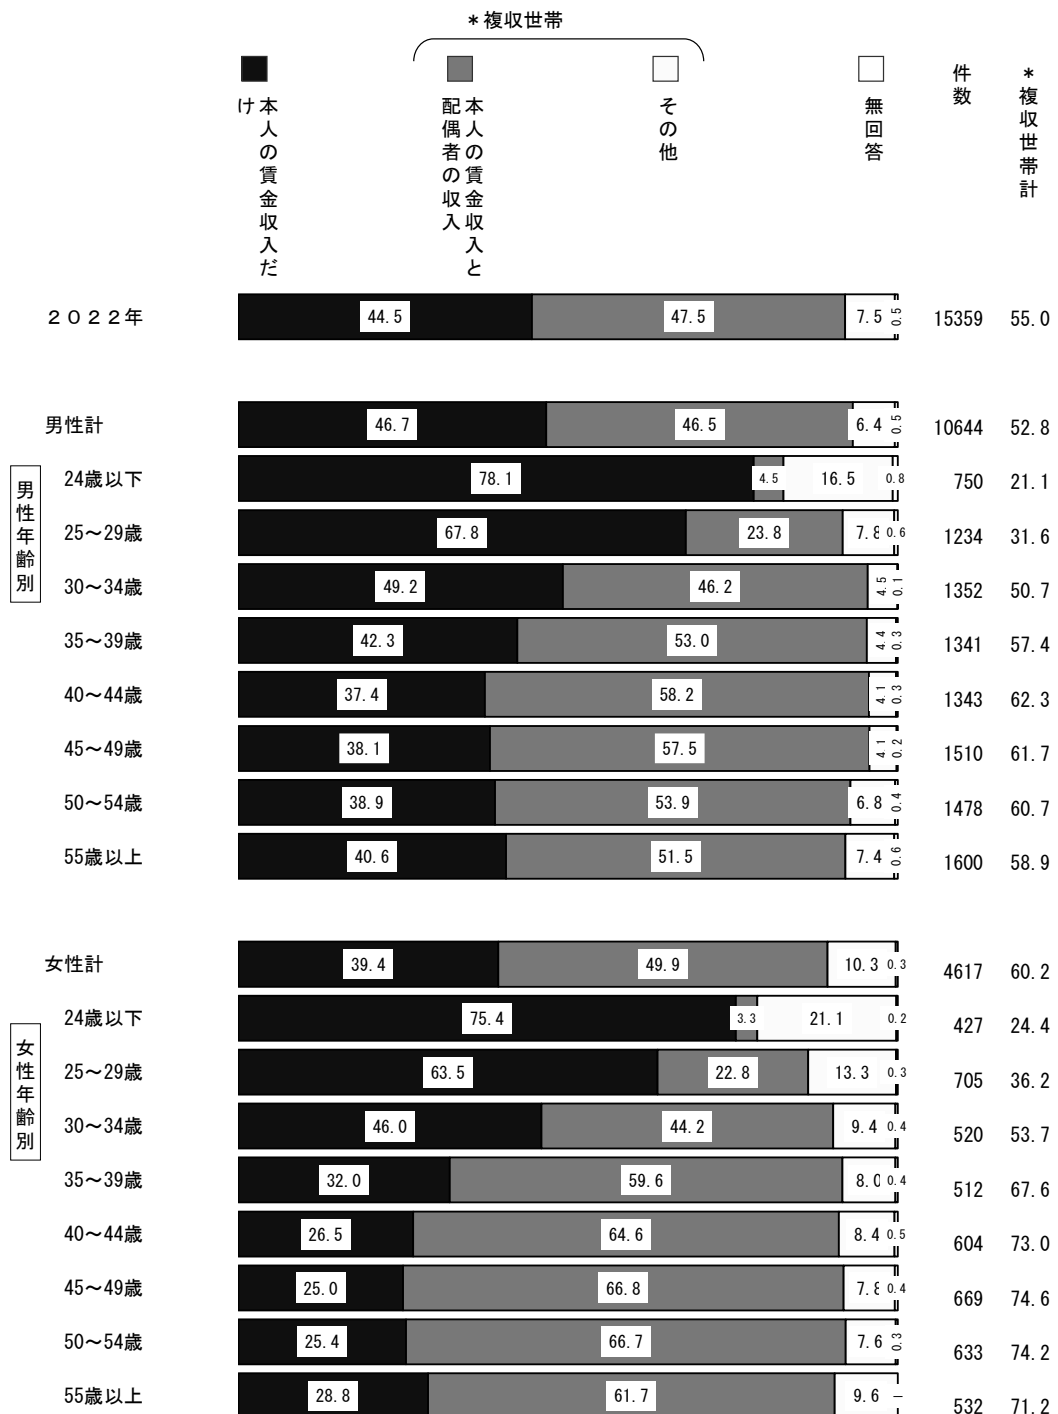 ＊複収世帯
本人の賃金収入だけ
本人の賃金収入と配偶者の収入
その他
無回答
件数
＊複収世帯計
２０２２年 44.5 47.5 7.5 0.5 15359 55.0
男性計 46.7 46.5 6.4 0.5 10644 52.8
男性年齢別
24歳以下 78.1 4.5 16.5 0.8 750 21.1
25～29歳 67.8 23.8 7.8 0.6 1234 31.6
30～34歳 49.2 46.2 4.5 0.1 1352 50.7
35～39歳 42.3 53.0 4.4 0.3 1341 57.4
40～44歳 37.4 58.2 4.1 0.3 1343 62.3
45～49歳 38.1 57.5 4.1 0.2 1510 61.7
50～54歳 38.9 53.9 6.8 0.4 1478 60.7
55歳以上 40.6 51.5 7.4 0.6 1600 58.9
女性計 39.4 49.9 10.3 0.3 4617 60.2
女性年齢別
24歳以下 75.4 3.3 21.1 0.2 427 24.4
25～29歳 63.5 22.8 13.3 0.3 705 36.2
30～34歳 46.0 44.2 9.4 0.4 520 53.7
35～39歳 32.0 59.6 8.0 0.4 512 67.6
40～44歳 26.5 64.6 8.4 0.5 604 73.0
45～49歳 25.0 66.8 7.8 0.4 669 74.6
50～54歳 25.4 66.7 7.6 0.3 633 74.2
55歳以上 28.8 61.7 9.6 － 532 71.2